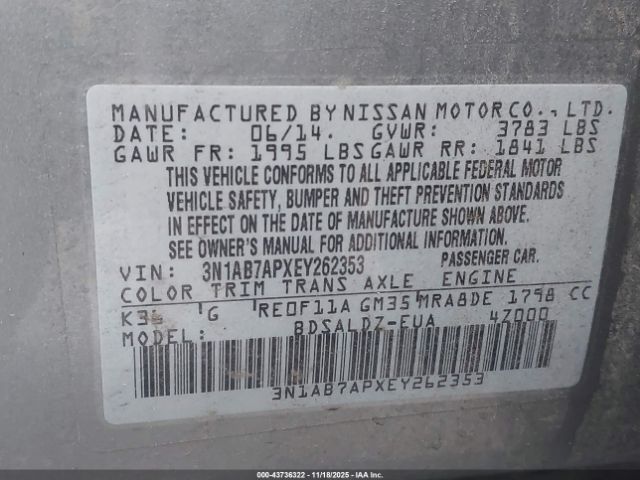 MANUFACTURED BY NISSAN MOTOR CO., LTD.
DATE: 06/14. GVWR: 3783 LBS
GAWR FR: 1995 LBS GAWR RR: 1841 LBS
THIS VEHICLE CONFORMS TO ALL APPLICABLE FEDERAL MOTOR
VEHICLE SAFETY, BUMPER AND THEFT PREVENTION STANDARDS
IN EFFECT ON THE DATE OF MANUFACTURE SHOWN ABOVE.
SEE OWNER'S MANUAL FOR ADDITIONAL INFORMATION.
VIN: 3N1AB7APXEY262353 PASSENGER CAR.
COLOR TRIM TRANS AXLE ENGINE
G RE0F11A GM35 MRA8DE 1798 CC
MODEL: BDSALDZ-EUA 4Z000
3N1AB7APXEY262353
000-43736322 - 11/18/2025 - IAA Inc.